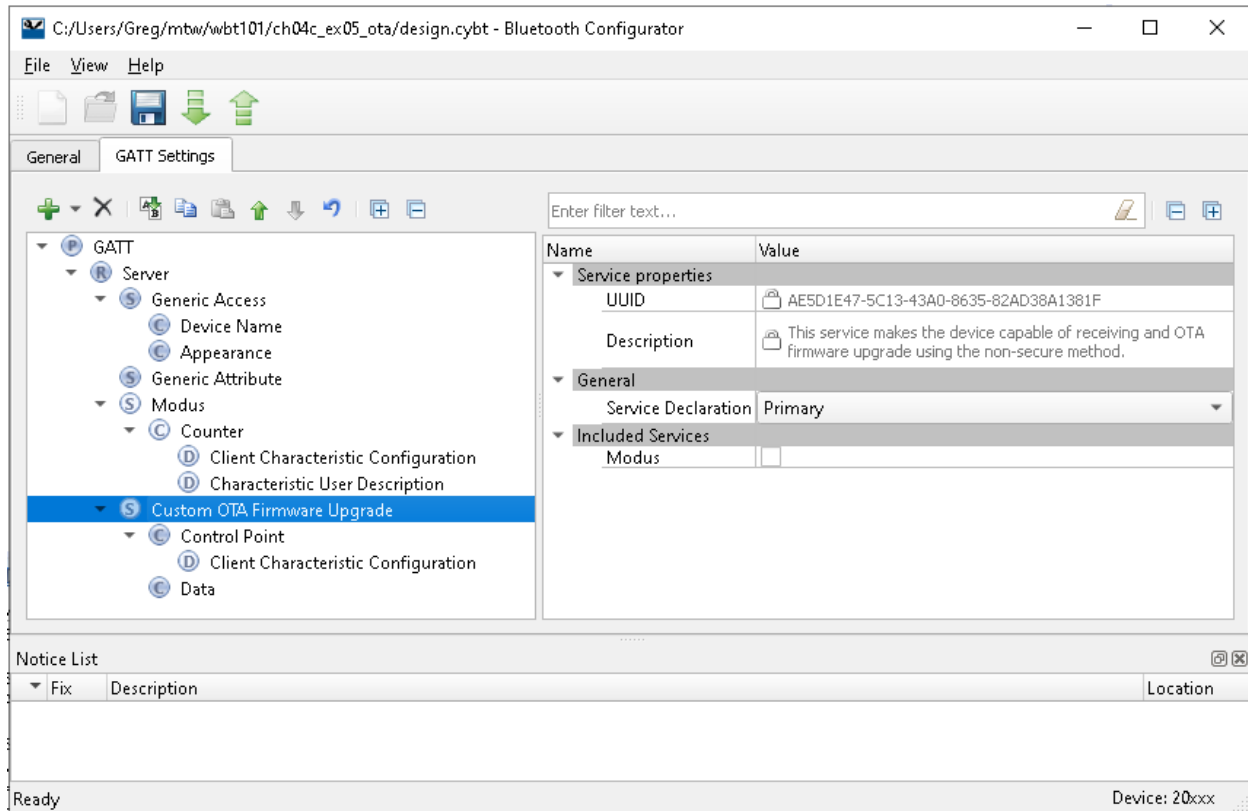 C:/Users/Greg/mtw/wbt101/ch04c_ex05_ota/design.cybt - Bluetooth Configurator
File View Help
General GATT Settings
Enter filter text...
P GATT
R Server
S Generic Access
C Device Name
C Appearance
S Generic Attribute
S Modus
C Counter
D Client Characteristic Configuration
D Characteristic User Description
S Custom OTA Firmware Upgrade
C Control Point
D Client Characteristic Configuration
C Data
Name Value
Service properties
UUID AE5D1E47-5C13-43A0-8635-82AD38A1381F
Description This service makes the device capable of receiving and OTA
firmware upgrade using the non-secure method.
General
Service Declaration Primary
Included Services
Modus
Notice List
Fix Description Location
Ready Device: 20xxx